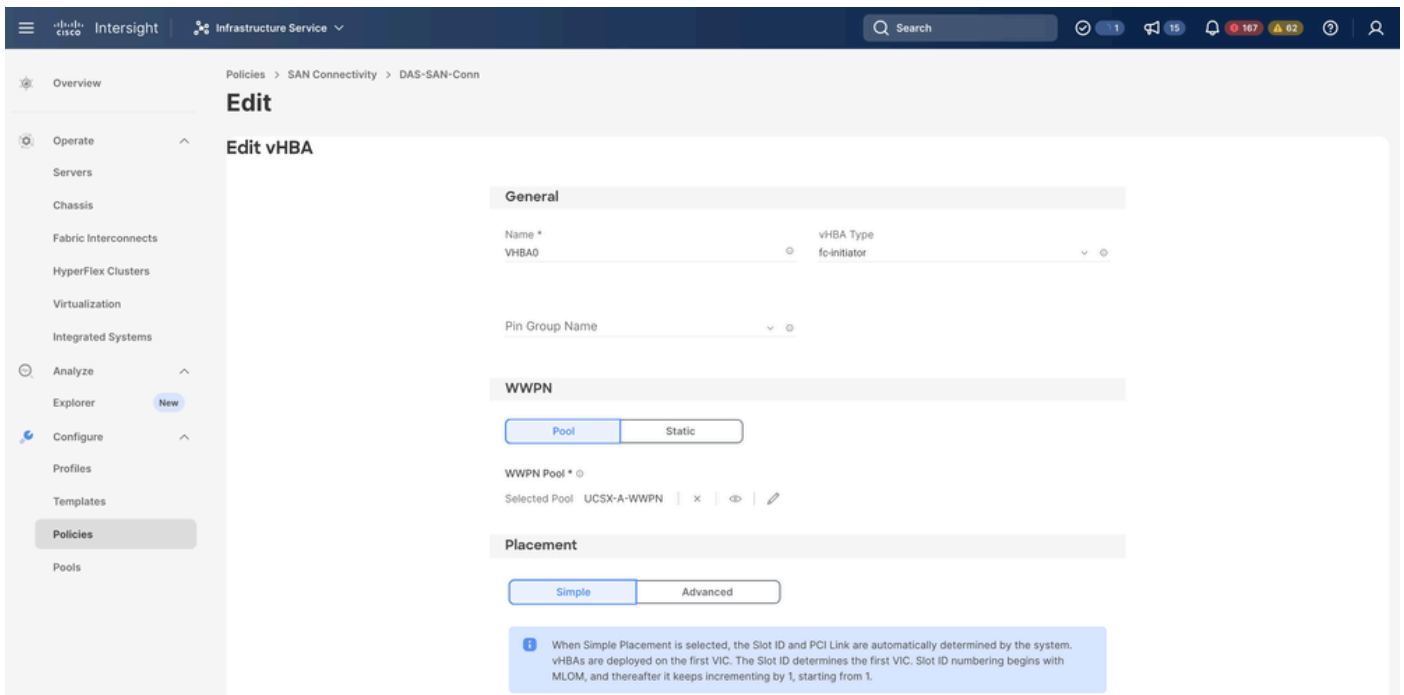 cisco Intersight
Infrastructure Service
Search
1
15
167
62
Overview
Operate
Servers
Chassis
Fabric Interconnects
HyperFlex Clusters
Virtualization
Integrated Systems
Analyze
Explorer New
Configure
Profiles
Templates
Policies
Pools
Policies > SAN Connectivity > DAS-SAN-Conn
Edit
Edit vHBA
General
Name *
VHBA0
vHBA Type
fc-initiator
Pin Group Name
WWPN
Pool Static
WWPN Pool *
Selected Pool UCSX-A-WWPN
Placement
Simple Advanced
When Simple Placement is selected, the Slot ID and PCI Link are automatically determined by the system.
vHBAs are deployed on the first VIC. The Slot ID determines the first VIC. Slot ID numbering begins with
MLOM, and thereafter it keeps incrementing by 1, starting from 1.